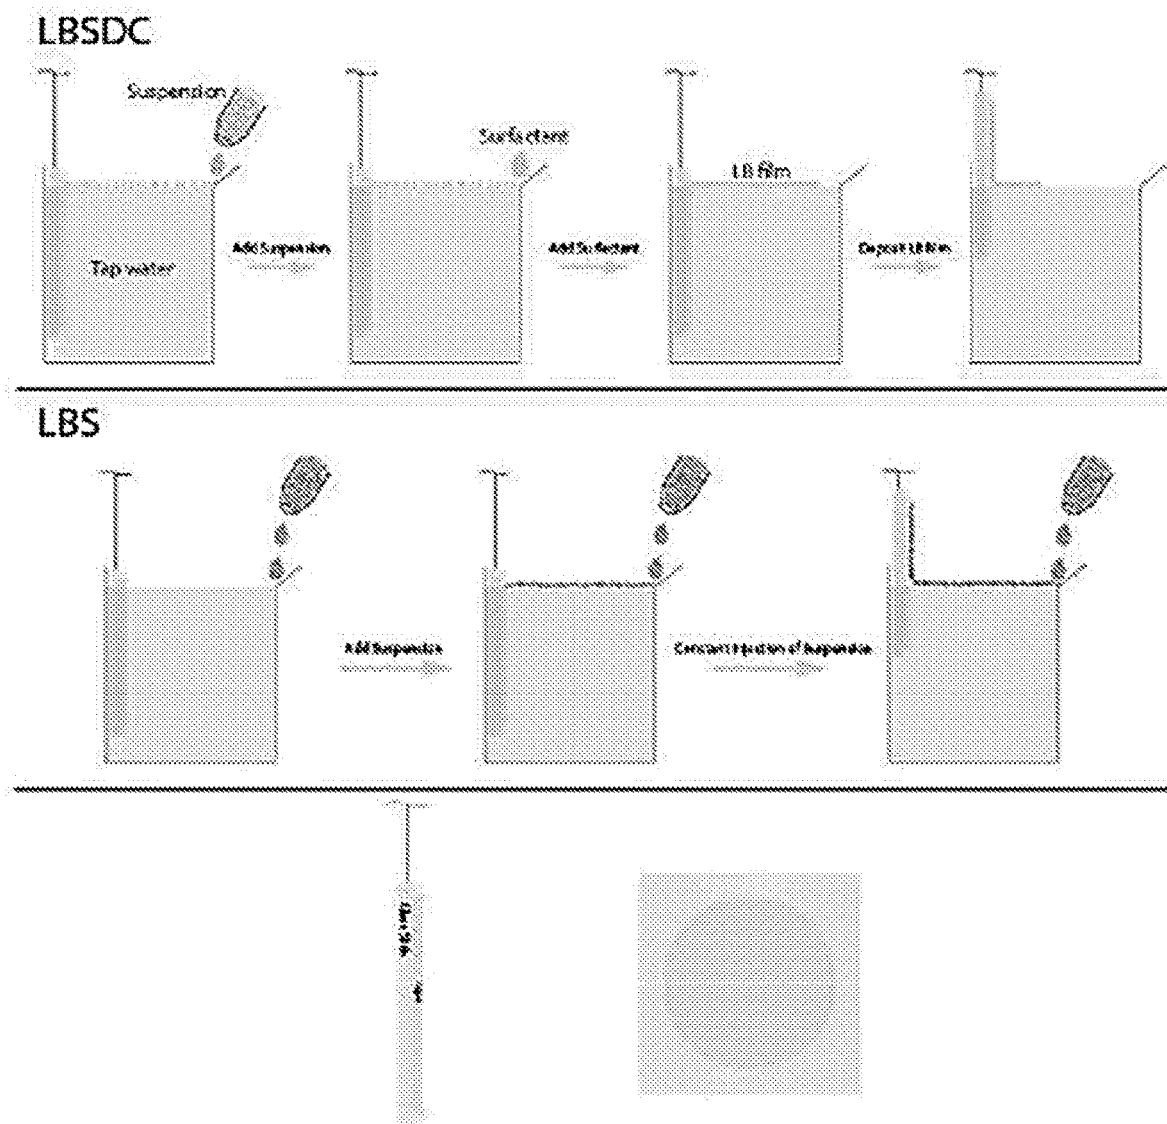 LBSDC
Suspension
Surfactant
LB film
Tap water
Add Suspension
Add Surfactant
Deposit LB film
LBS
Add Suspension
Constant Injection of Suspension